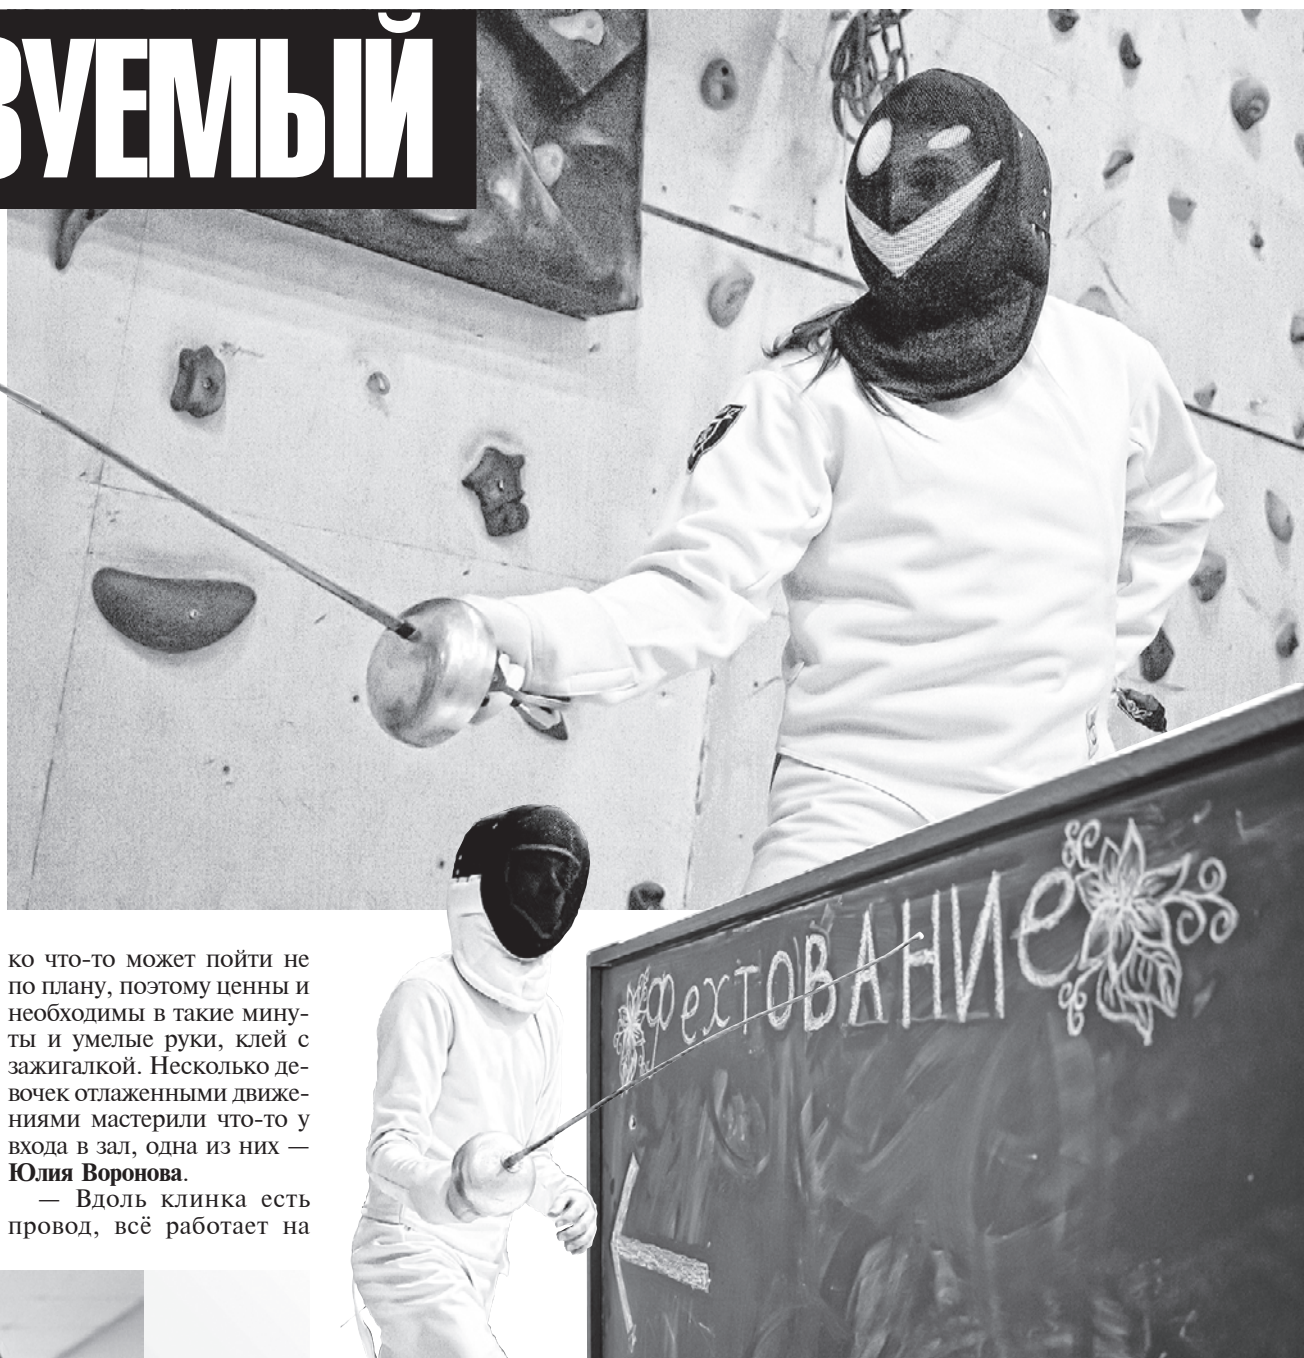 ЗУЕМЫЙ
ко что-то может пойти не
по плану, поэтому ценны и
необходимы в такие мину-
ты и умелые руки, клей с
зажигалкой. Несколько де-
вочек отлаженными движе-
ниями мастерили что-то у
входа в зал, одна из них —
Юлия Воронова.
— Вдоль клинка есть
провод, всё работает на
фехтование